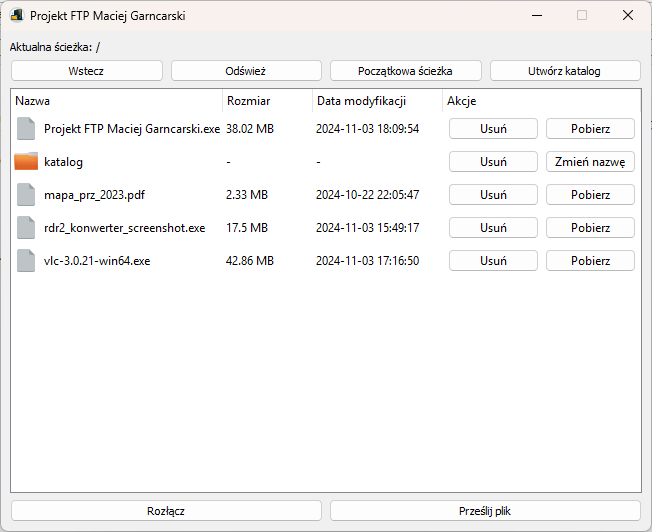 Projekt FTP Maciej Garncarski
Aktualna ścieżka: /
Wstecz Odśwież Początkowa ścieżka Utwórz katalog
Nazwa Rozmiar Data modyfikacji Akcje
Projekt FTP Maciej Garncarski.exe 38.02 MB 2024-11-03 18:09:54 Usuń Pobierz
katalog - - Usuń Zmień nazwę
mapa_prz_2023.pdf 2.33 MB 2024-10-22 22:05:47 Usuń Pobierz
rdr2_konwerter_screenshot.exe 17.5 MB 2024-11-03 15:49:17 Usuń Pobierz
vlc-3.0.21-win64.exe 42.86 MB 2024-11-03 17:16:50 Usuń Pobierz
Rozłącz Prześlij plik